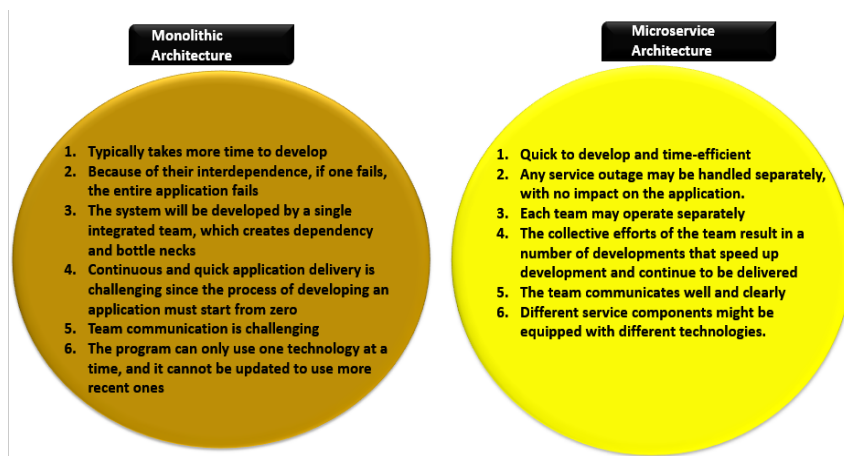 Monolithic
Architecture
1. Typically takes more time to develop
2. Because of their interdependence, if one fails,
the entire application fails
3. The system will be developed by a single
integrated team, which creates dependency
and bottle necks
4. Continuous and quick application delivery is
challenging since the process of developing an
application must start from zero
5. Team communication is challenging
6. The program can only use one technology at a
time, and it cannot be updated to use more
recent ones
Microservice
Architecture
1. Quick to develop and time-efficient
2. Any service outage may be handled separately,
with no impact on the application.
3. Each team may operate separately
4. The collective efforts of the team result in a
number of developments that speed up
development and continue to be delivered
5. The team communicates well and clearly
6. Different service components might be
equipped with different technologies.